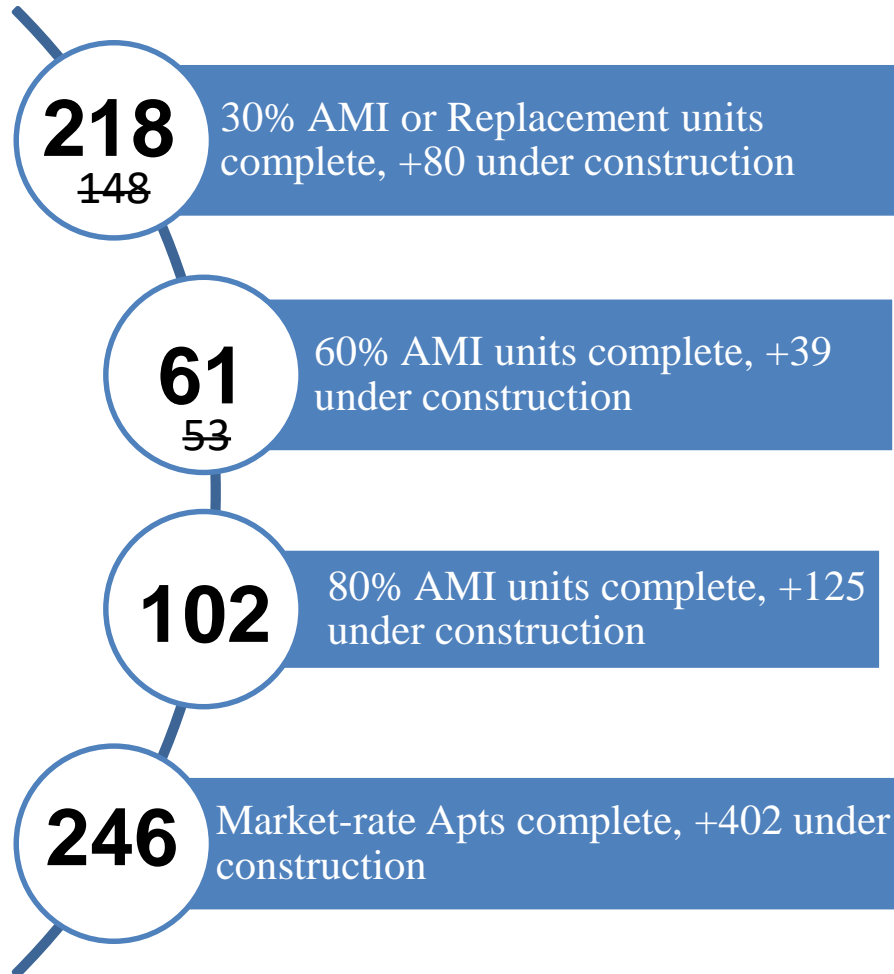 218
148
30% AMI or Replacement units
complete, +80 under construction
61
53
60% AMI units complete, +39
under construction
102
80% AMI units complete, +125
under construction
246
Market-rate Apts complete, +402 under
construction